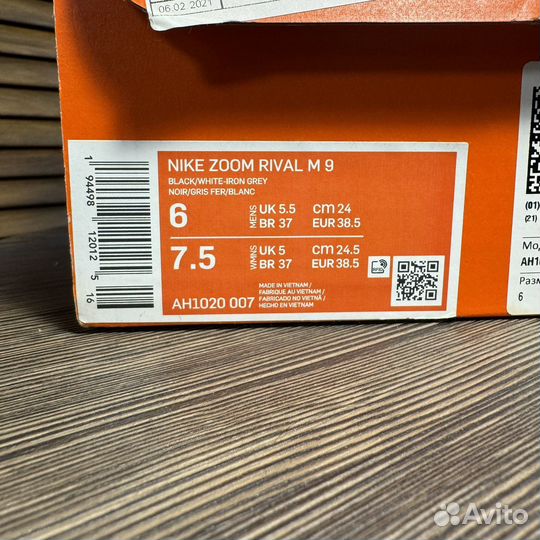 06.02 2021
NIKE ZOOM RIVAL M 9
BLACK/WHITE-IRON GREY
NOIR/GRIS FER/BLANC
6 MENS UK 5.5 CM 24
BR 37 EUR 38.5
7.5 WMNS UK 5 CM 24.5
BR 37 EUR 38.5
AH1020 007
MADE IN VIETNAM /
FABRIQUÉ AU VIETNAM /
FABRICADO NO VIETNÃ /
HECHO EN VIETNAM
1 94498 12012 5 16
(01)
(21)
Мо
AH1
Разм
6
Avito